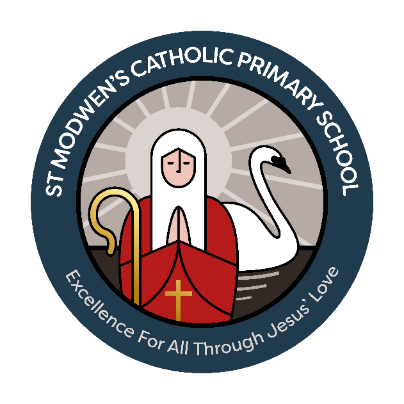 ST MODWEN'S CATHOLIC PRIMARY SCHOOL
Excellence For All Through Jesus' Love